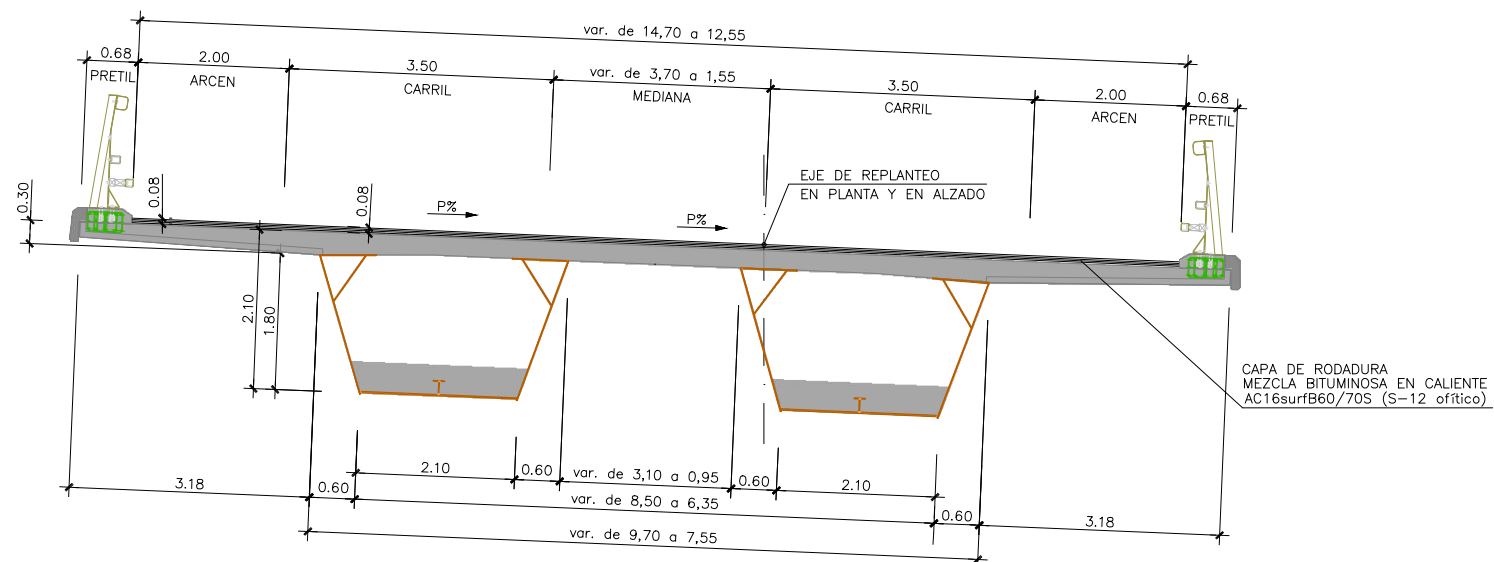 var. de 14,70 a 12,55
0.68
2.00
3.50
var. de 3,70 a 1,55
3.50
2.00
0.68
PRETIL
ARCEN
CARRIL
MEDIANA
CARRIL
ARCEN
PRETIL
0.30
0.08
0.08
P%
P%
EJE DE REPLANTEO
EN PLANTA Y EN ALZADO
2.10
1.80
CAPA DE RODADURA
MEZCLA BITUMINOSA EN CALIENTE
AC16surfB60/70S (S-12 ofítico)
2.10
0.60
var. de 3,10 a 0,95
0.60
2.10
3.18
0.60
var. de 8,50 a 6,35
0.60
3.18
var. de 9,70 a 7,55